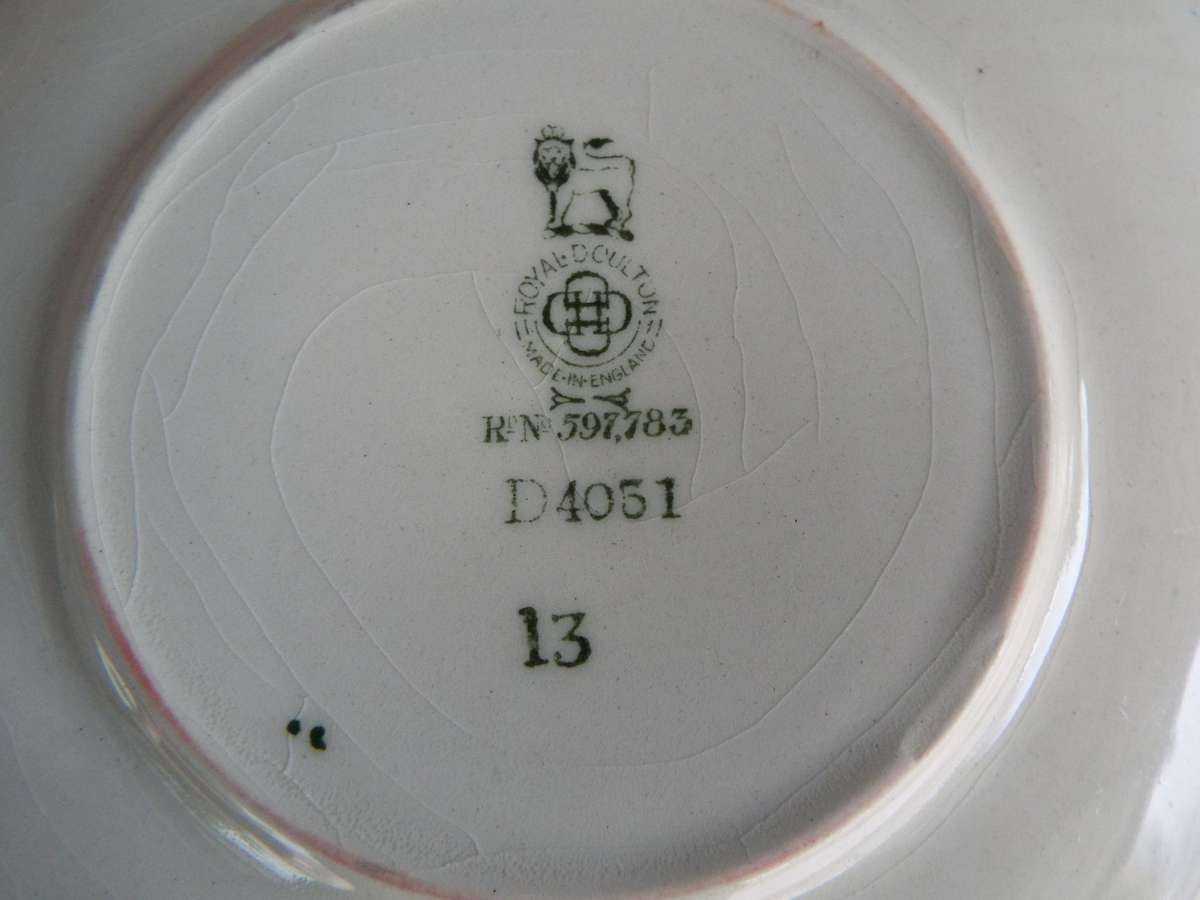 ROYAL·DOULTON
MADE·IN·ENGLAND
Rᴰ Nº 597,783
D4051
13